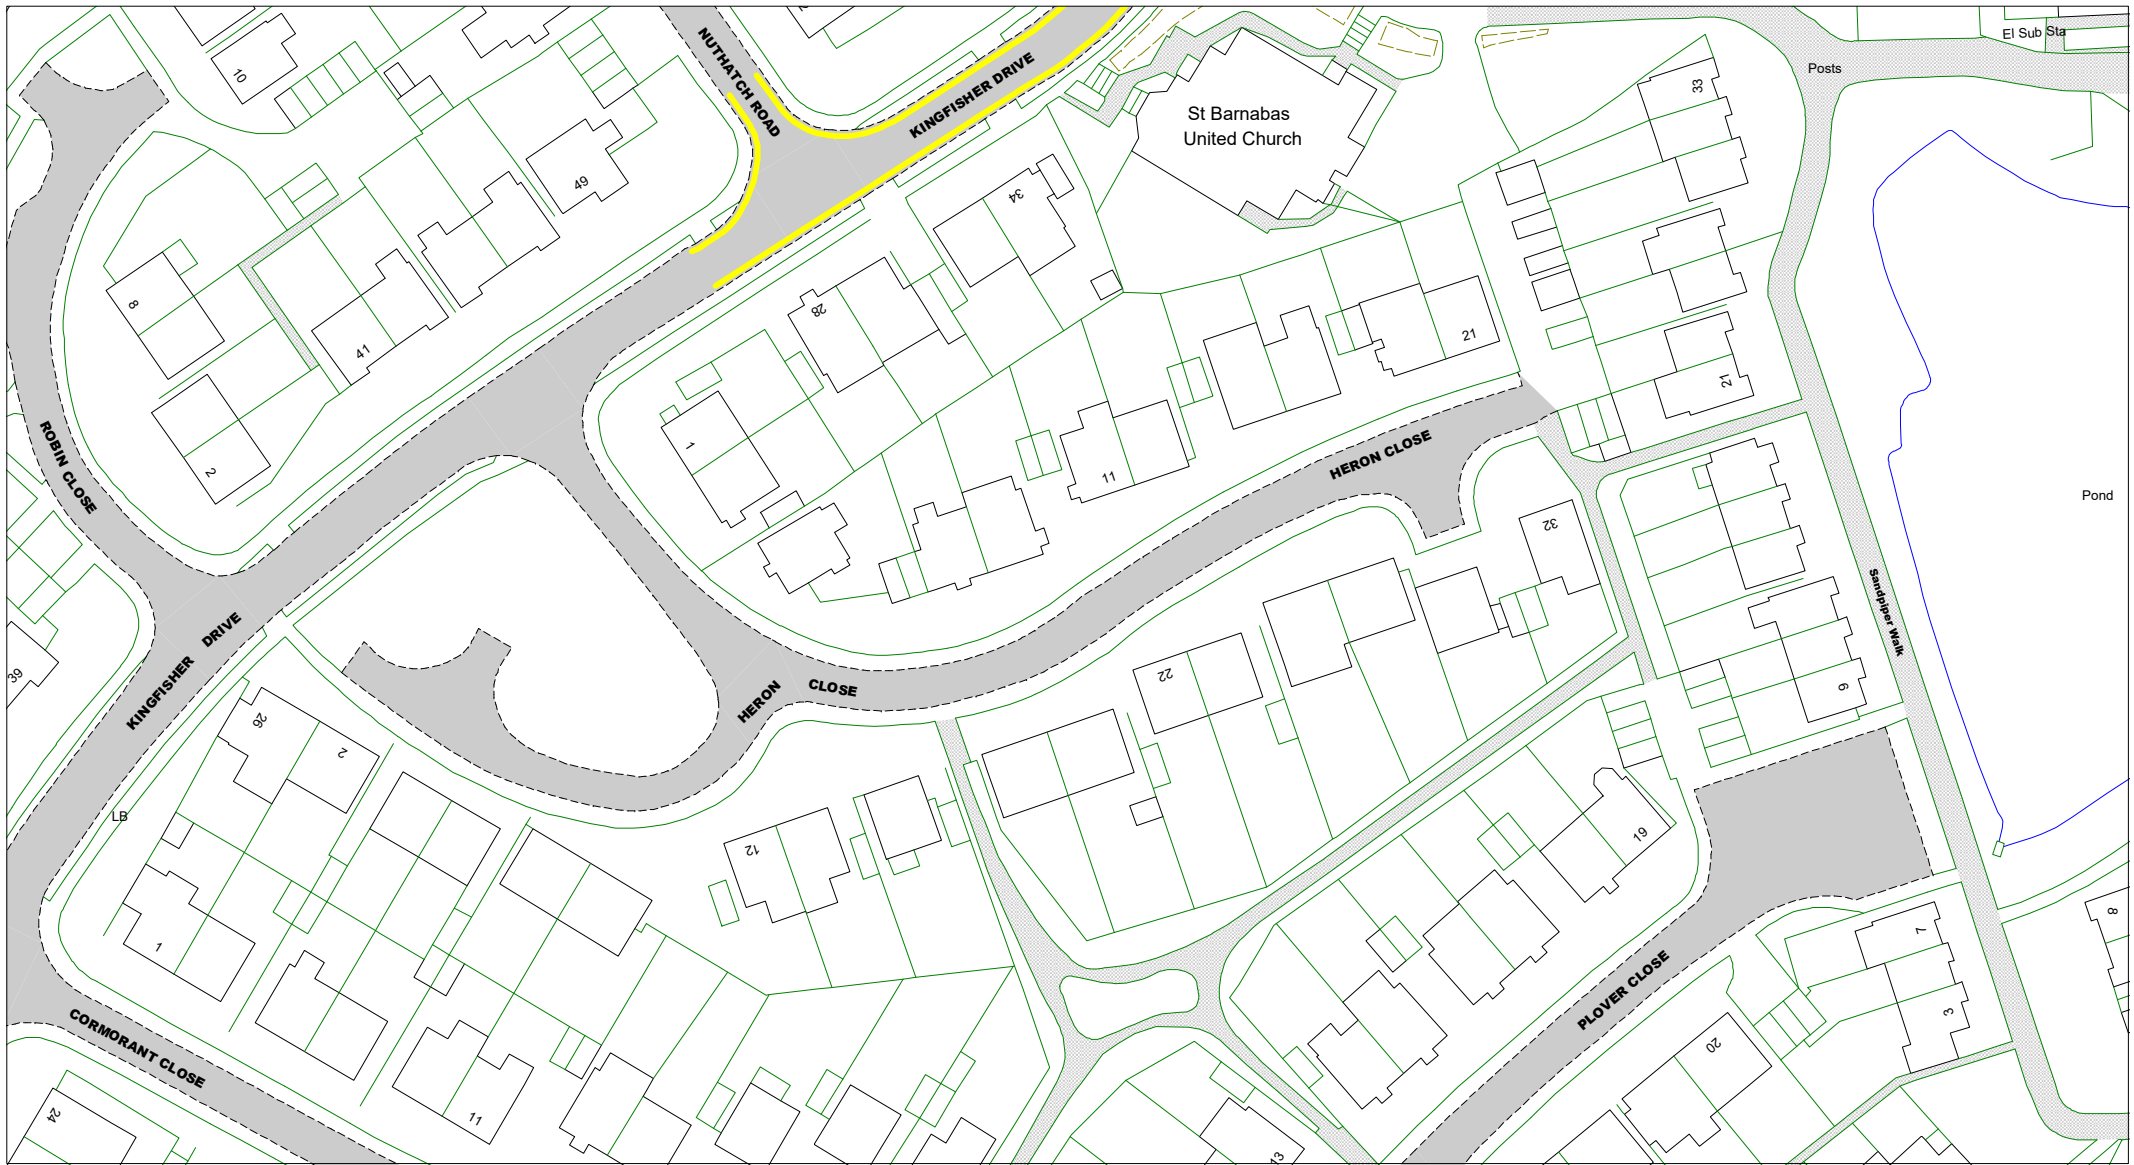 10
NUTHATCH ROAD
KINGFISHER DRIVE
St Barnabas
United Church
El Sub Sta
Posts
33
49
34
8
41
28
21
21
1
2
ROBIN CLOSE
HERON CLOSE
11
32
Pond
Sandpiper Walk
KINGFISHER DRIVE
39
HERON CLOSE
22
9
26
2
LB
12
19
1
7
8
3
PLOVER CLOSE
CORMORANT CLOSE
20
11
24
13